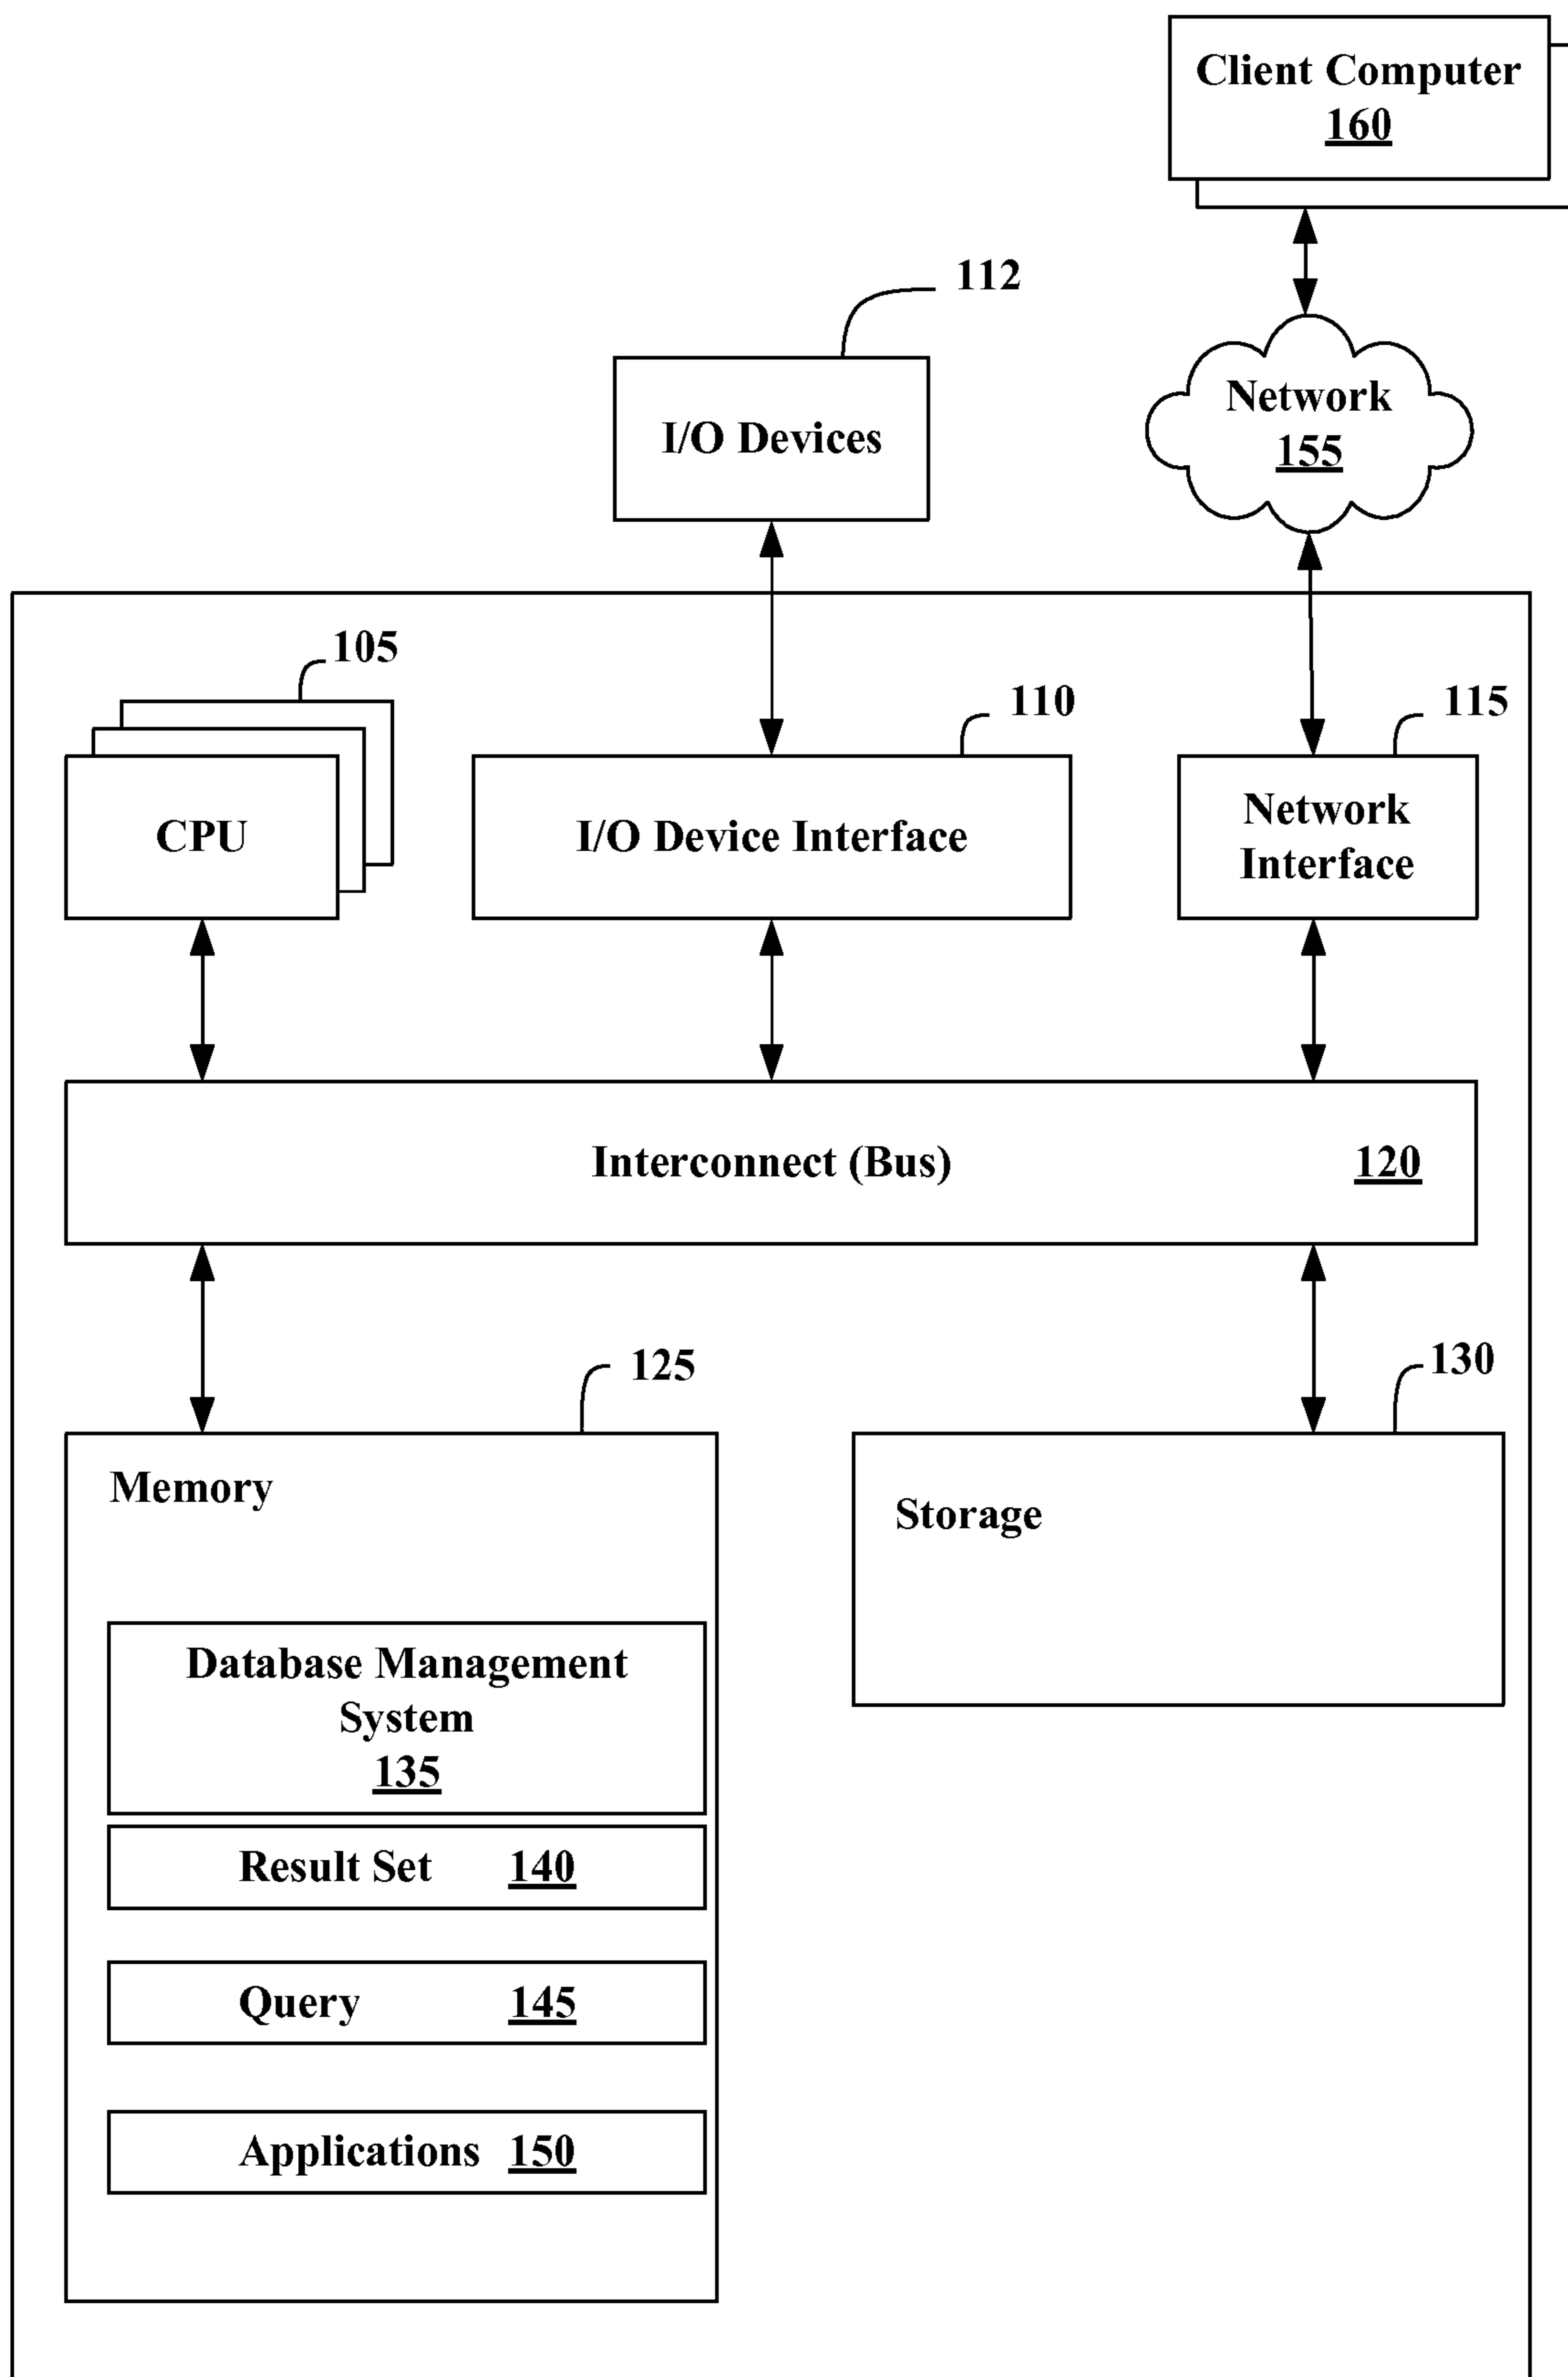 Client Computer
160
112
Network
155
I/O Devices
105
110
115
CPU
I/O Device Interface
Network
Interface
Interconnect (Bus) 120
125
130
Memory
Storage
Database Management
System
135
Result Set 140
Query 145
Applications 150